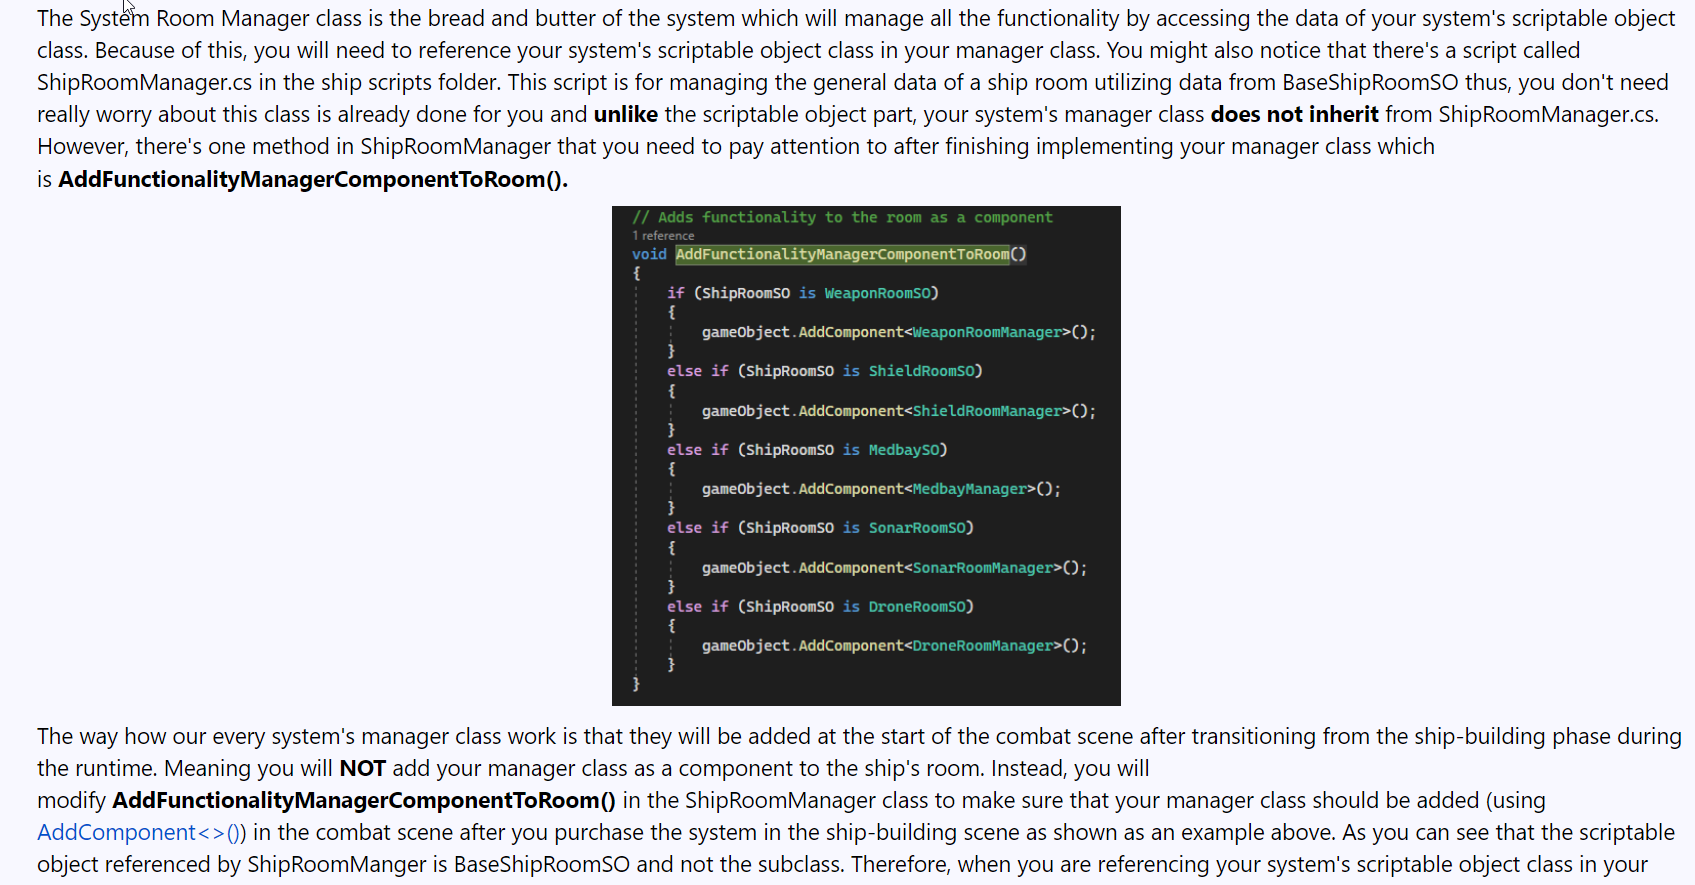 The System Room Manager class is the bread and butter of the system which will manage all the functionality by accessing the data of your system's scriptable object
class. Because of this, you will need to reference your system's scriptable object class in your manager class. You might also notice that there's a script called
ShipRoomManager.cs in the ship scripts folder. This script is for managing the general data of a ship room utilizing data from BaseShipRoomSO thus, you don't need
really worry about this class is already done for you and unlike the scriptable object part, your system's manager class does not inherit from ShipRoomManager.cs.
However, there's one method in ShipRoomManager that you need to pay attention to after finishing implementing your manager class which
is AddFunctionalityManagerComponentToRoom().
// Adds functionality to the room as a component
1 reference
void AddFunctionalityManagerComponentToRoom()
{
if (ShipRoomSO is WeaponRoomSO)
{
gameObject.AddComponent<WeaponRoomManager>();
}
else if (ShipRoomSO is ShieldRoomSO)
{
gameObject.AddComponent<ShieldRoomManager>();
}
else if (ShipRoomSO is MedbaySO)
{
gameObject.AddComponent<MedbayManager>();
}
else if (ShipRoomSO is SonarRoomSO)
{
gameObject.AddComponent<SonarRoomManager>();
}
else if (ShipRoomSO is DroneRoomSO)
{
gameObject.AddComponent<DroneRoomManager>();
}
}
The way how our every system's manager class work is that they will be added at the start of the combat scene after transitioning from the ship-building phase during
the runtime. Meaning you will NOT add your manager class as a component to the ship's room. Instead, you will
modify AddFunctionalityManagerComponentToRoom() in the ShipRoomManager class to make sure that your manager class should be added (using
AddComponent<>()) in the combat scene after you purchase the system in the ship-building scene as shown as an example above. As you can see that the scriptable
object referenced by ShipRoomManger is BaseShipRoomSO and not the subclass. Therefore, when you are referencing your system's scriptable object class in your